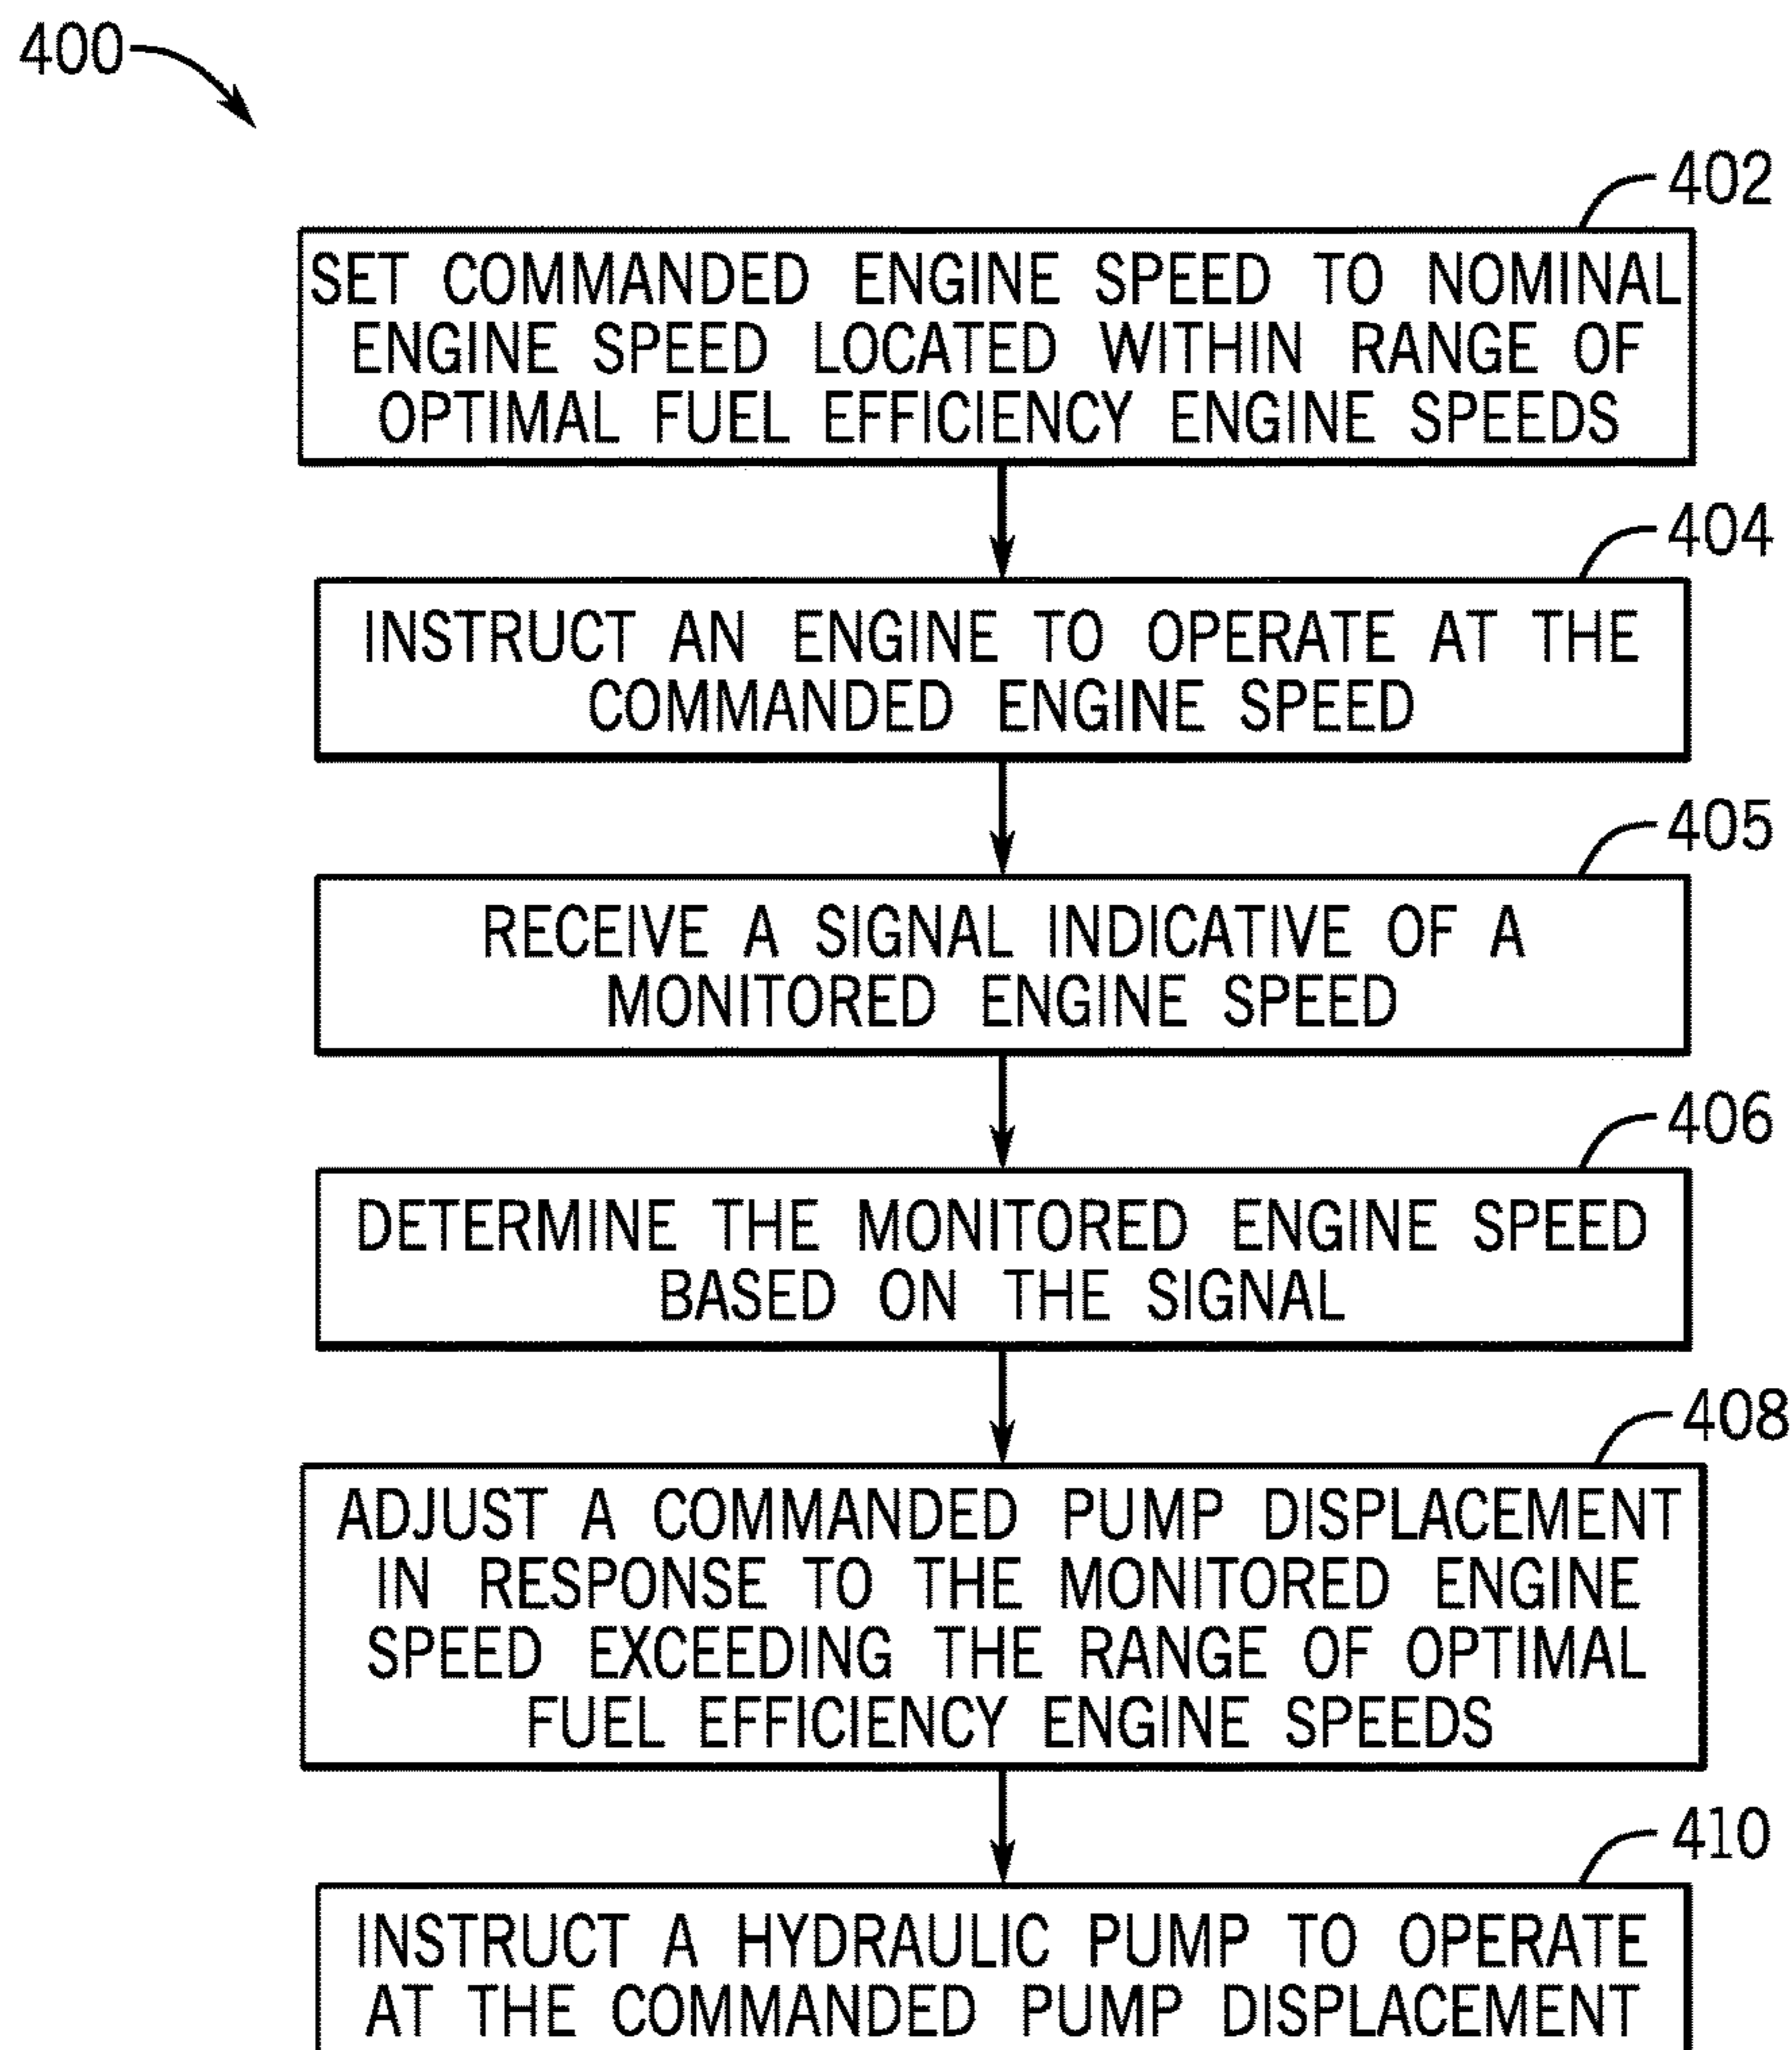 400
402
SET COMMANDED ENGINE SPEED TO NOMINAL
ENGINE SPEED LOCATED WITHIN RANGE OF
OPTIMAL FUEL EFFICIENCY ENGINE SPEEDS
404
INSTRUCT AN ENGINE TO OPERATE AT THE
COMMANDED ENGINE SPEED
405
RECEIVE A SIGNAL INDICATIVE OF A
MONITORED ENGINE SPEED
406
DETERMINE THE MONITORED ENGINE SPEED
BASED ON THE SIGNAL
408
ADJUST A COMMANDED PUMP DISPLACEMENT
IN RESPONSE TO THE MONITORED ENGINE
SPEED EXCEEDING THE RANGE OF OPTIMAL
FUEL EFFICIENCY ENGINE SPEEDS
410
INSTRUCT A HYDRAULIC PUMP TO OPERATE
AT THE COMMANDED PUMP DISPLACEMENT